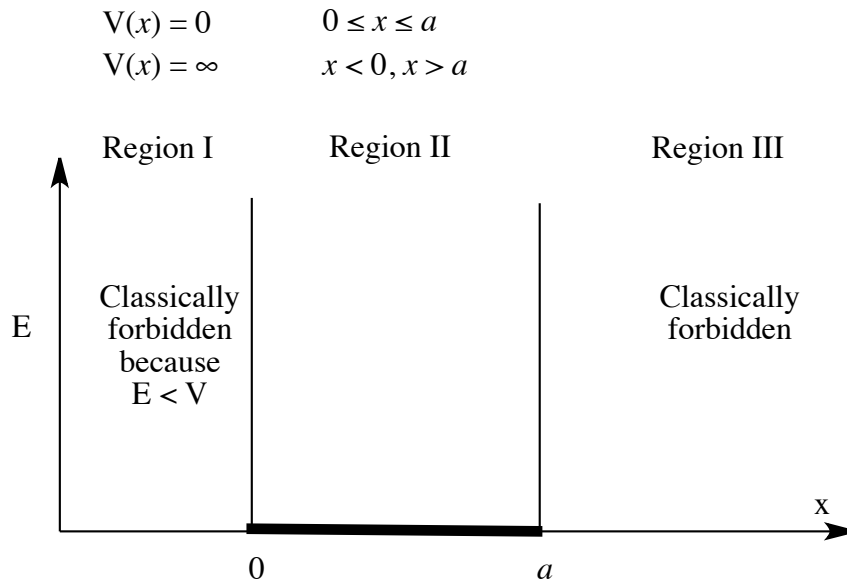 V(x) = 0 0 ≤ x ≤ a
V(x) = ∞ x < 0, x > a
Region I Region II Region III
Classically
forbidden
because
E < V
Classically
forbidden
E
x
0 a